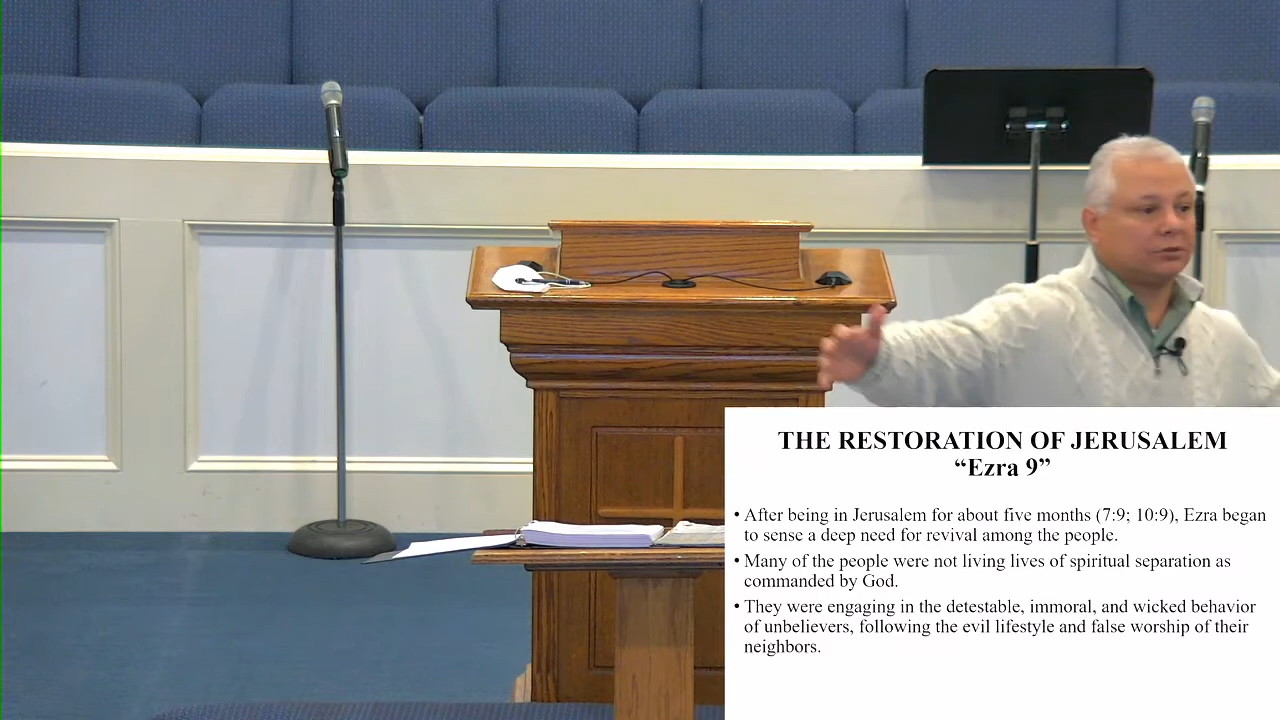 THE RESTORATION OF JERUSALEM
“Ezra 9”
• After being in Jerusalem for about five months (7:9; 10:9), Ezra began
to sense a deep need for revival among the people.
• Many of the people were not living lives of spiritual separation as
commanded by God.
• They were engaging in the detestable, immoral, and wicked behavior
of unbelievers, following the evil lifestyle and false worship of their
neighbors.